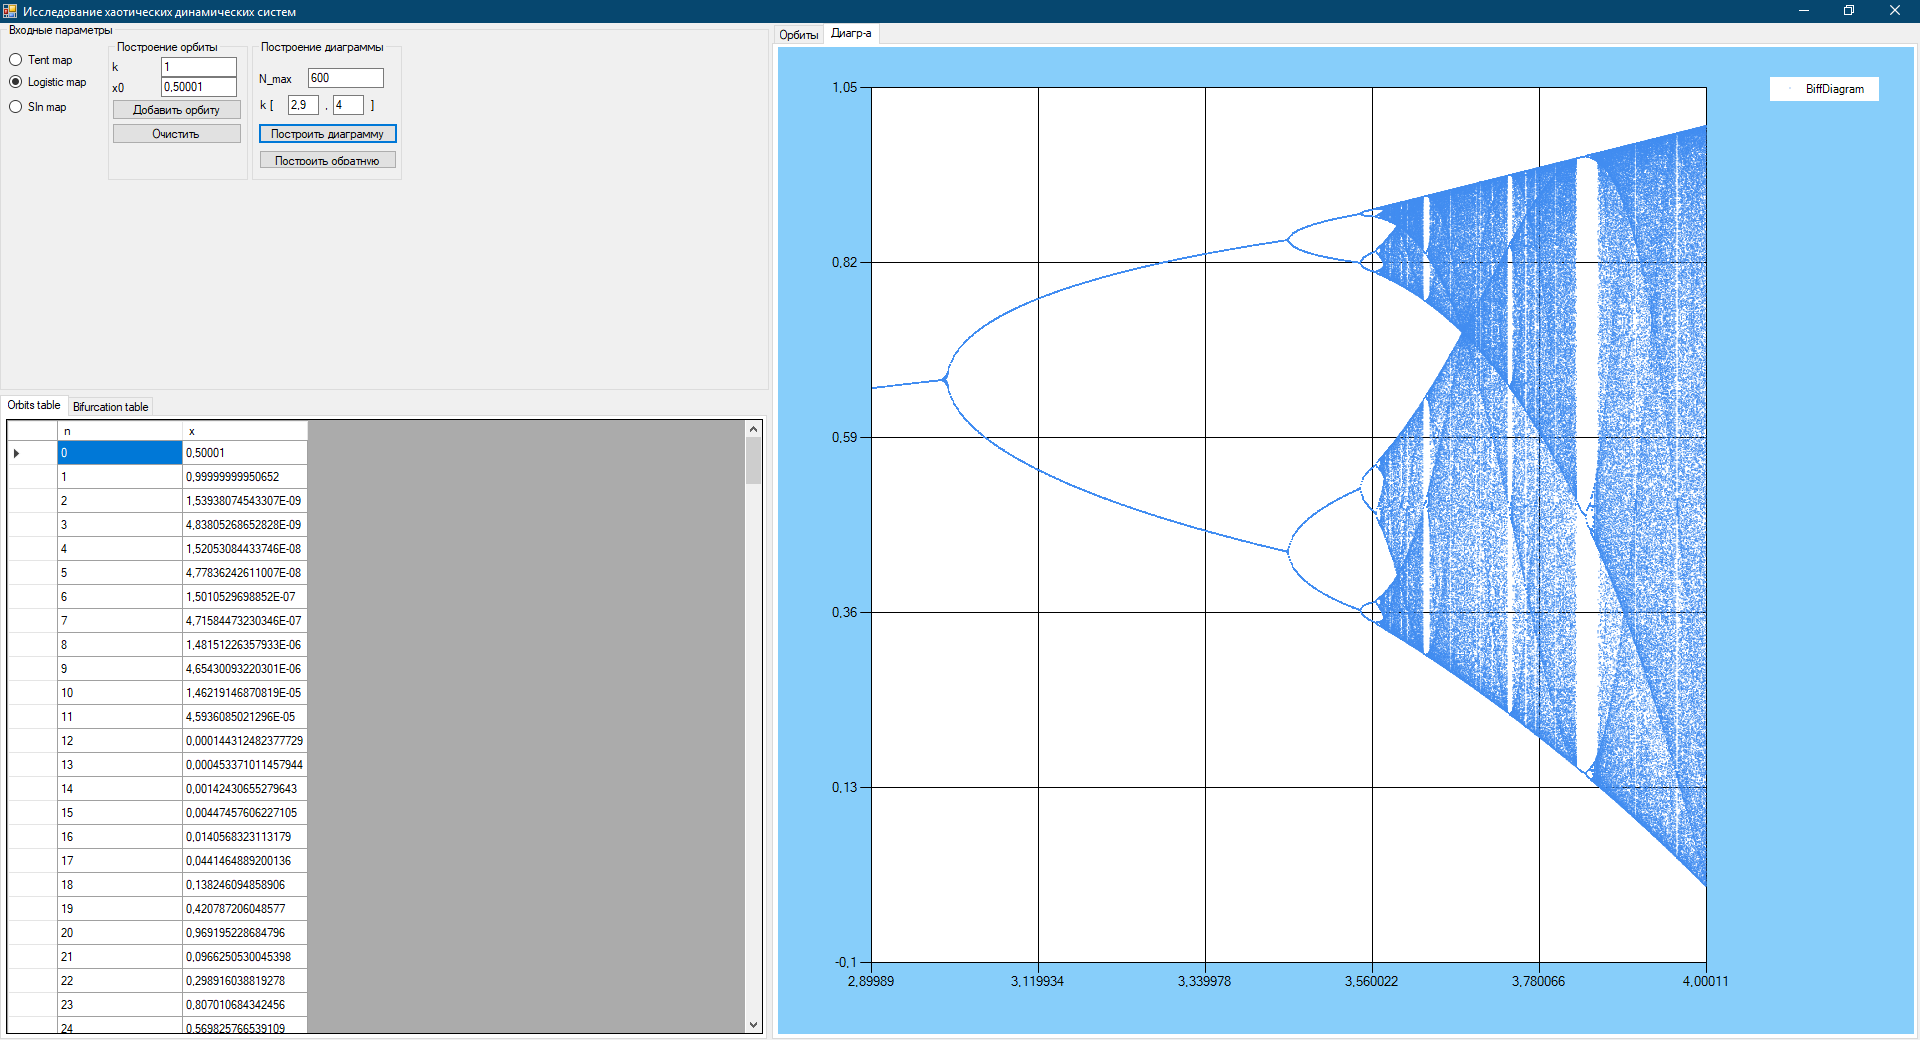 Исследование хаотических динамических систем
Входные параметры
Tent map
Logistic map
SIn map
Построение орбиты
k 1
x0 0,50001
Добавить орбиту
Очистить
Построение диаграммы
N_max 600
k [ 2,9 , 4 ]
Построить диаграмму
Построить обратную
Orbits table Bifurcation table
n x
0 0,50001
1 0,99999999950652
2 1,53938074543307E-09
3 4,83805268652828E-09
4 1,52053084433746E-08
5 4,77836242611007E-08
6 1,5010529698852E-07
7 4,71584473230346E-07
8 1,48151226357933E-06
9 4,65430093220301E-06
10 1,46219146870819E-05
11 4,5936085021296E-05
12 0,000144312482377729
13 0,000453371011457944
14 0,00142430655279643
15 0,00447457606227105
16 0,0140568323113179
17 0,0441464889200136
18 0,138246094858906
19 0,420787206048577
20 0,969195228684796
21 0,0966250530045398
22 0,298916038819278
23 0,807010684342456
24 0,569825766539109
Орбиты Диагр-а
BiffDiagram
1,05
0,82
0,59
0,36
0,13
-0,1
2,89989 3,119934 3,339978 3,560022 3,780066 4,00011